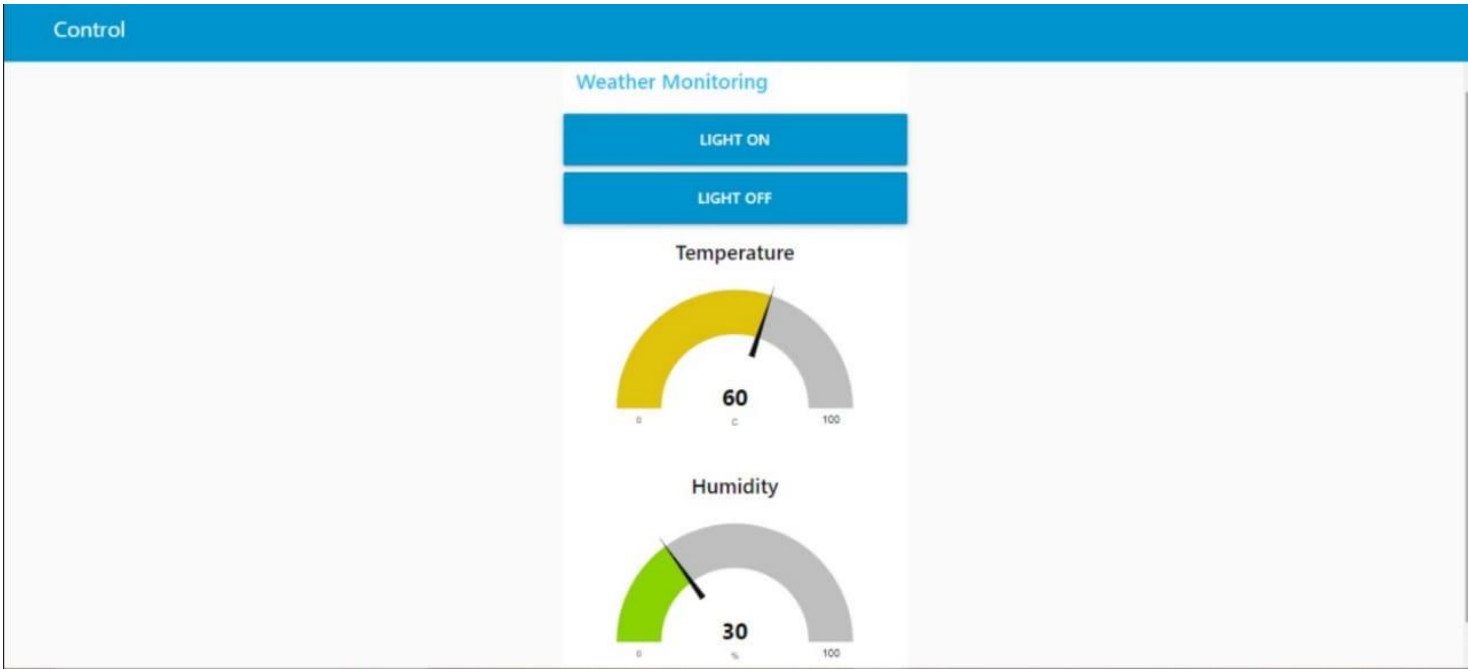 Control
Weather Monitoring
LIGHT ON
LIGHT OFF
Temperature
60
0 C 100
Humidity
30
0 % 100